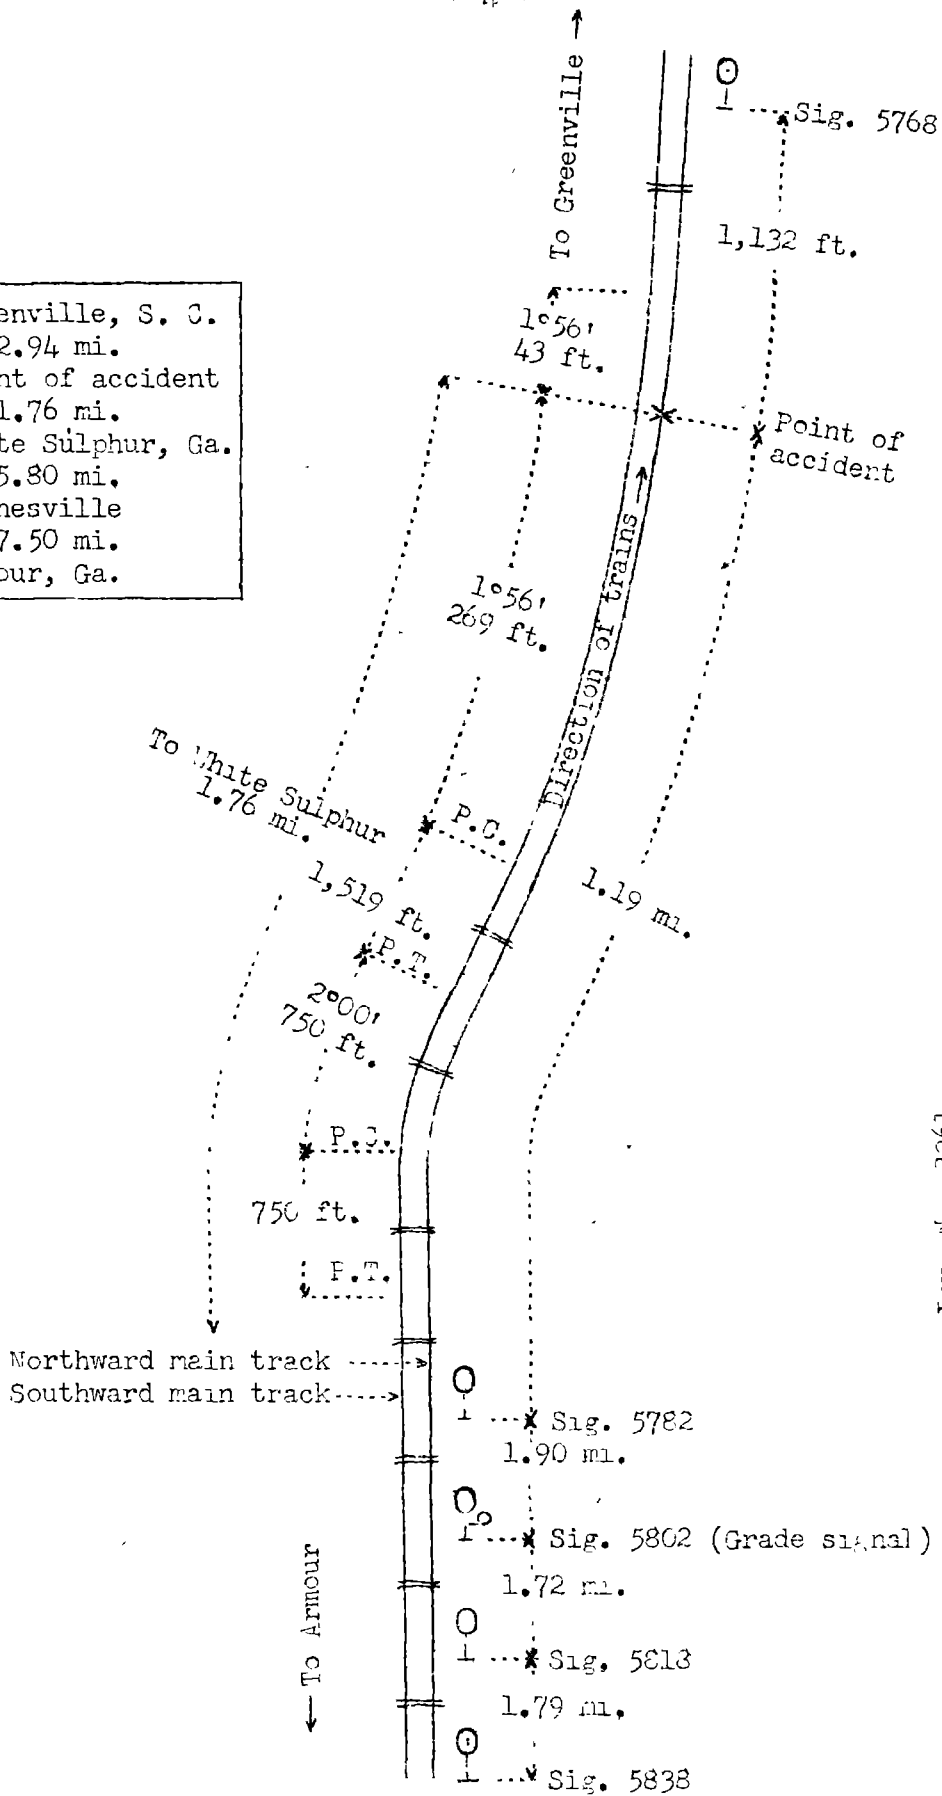 To Greenville →
Sig. 5768
1,132 ft.
enville, S. C.
2.94 mi.
nt of accident
1.76 mi.
te Sulphur, Ga.
5.80 mi.
nesville
7.50 mi.
our, Ga.
1°56'
43 ft.
Point of
accident
Direction of trains →
1°56'
269 ft.
To White Sulphur
1.76 mi.
P.C.
1,519 ft.
1.19 mi.
P.T.
2°00'
750 ft.
P.C.
750 ft.
P.T.
Northward main track
Southward main track
Sig. 5782
1.90 mi.
Sig. 5802 (Grade signal)
1.72 mi.
← To Armour
Sig. 5818
1.79 mi.
Sig. 5838